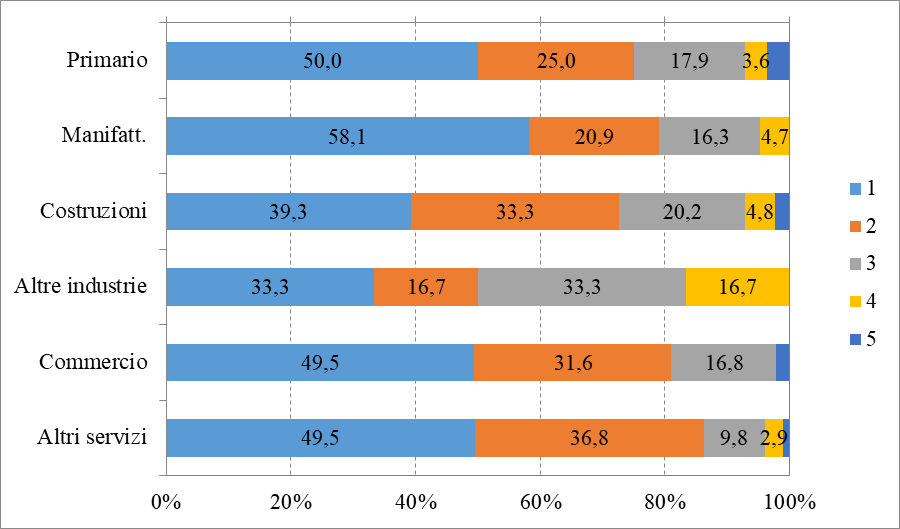 Primario 50,0 25,0 17,9 3,6
Manifatt. 58,1 20,9 16,3 4,7
Costruzioni 39,3 33,3 20,2 4,8
Altre industrie 33,3 16,7 33,3 16,7
Commercio 49,5 31,6 16,8
Altri servizi 49,5 36,8 9,8 2,9
0% 20% 40% 60% 80% 100%
1
2
3
4
5